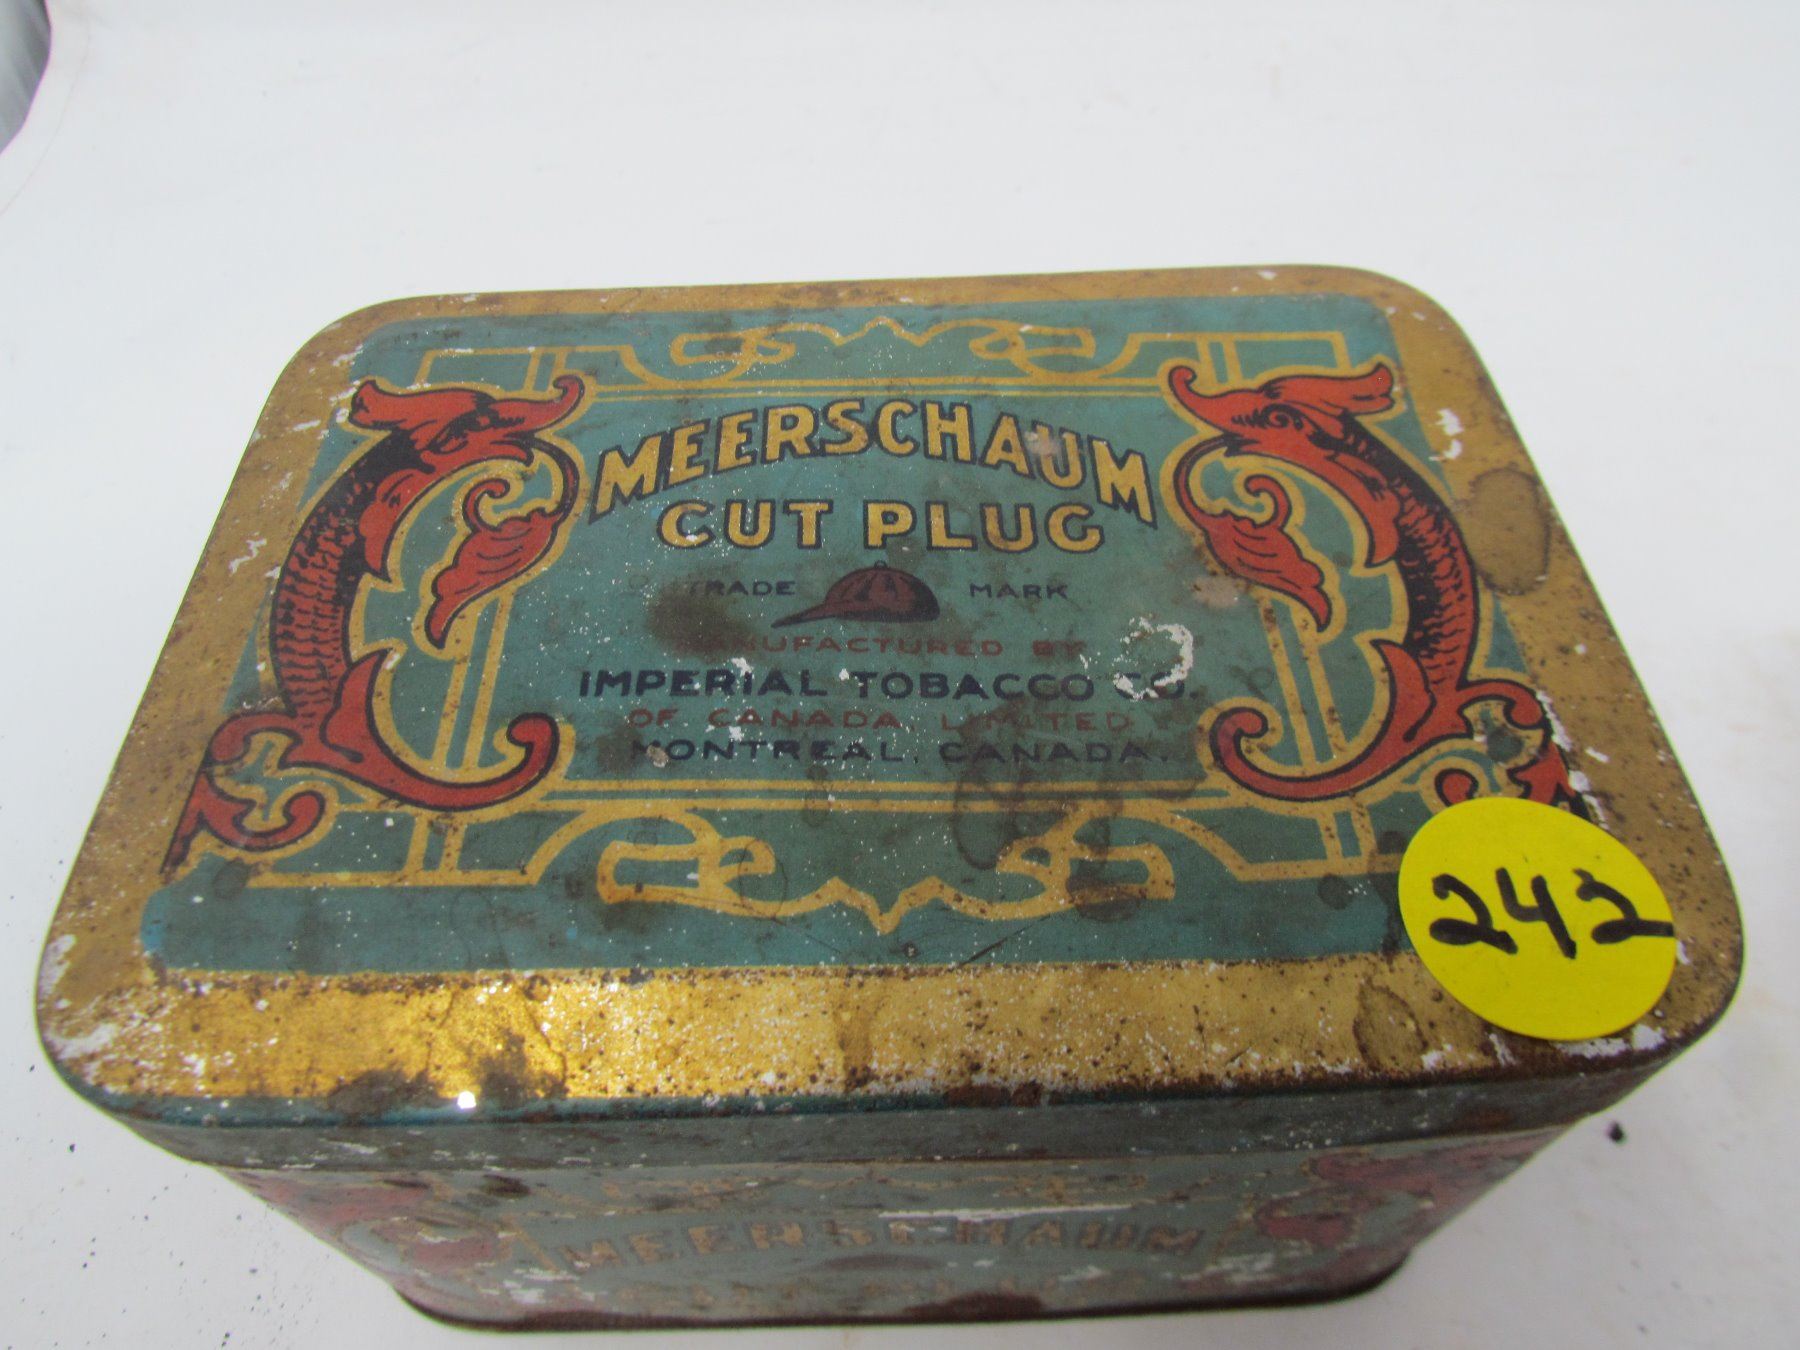 MEERSCHAUM
CUT PLUG
TRADE MARK
MANUFACTURED BY
IMPERIAL TOBACCO CO.
OF CANADA, LIMITED
MONTREAL, CANADA.
242
MEERSCHAUM